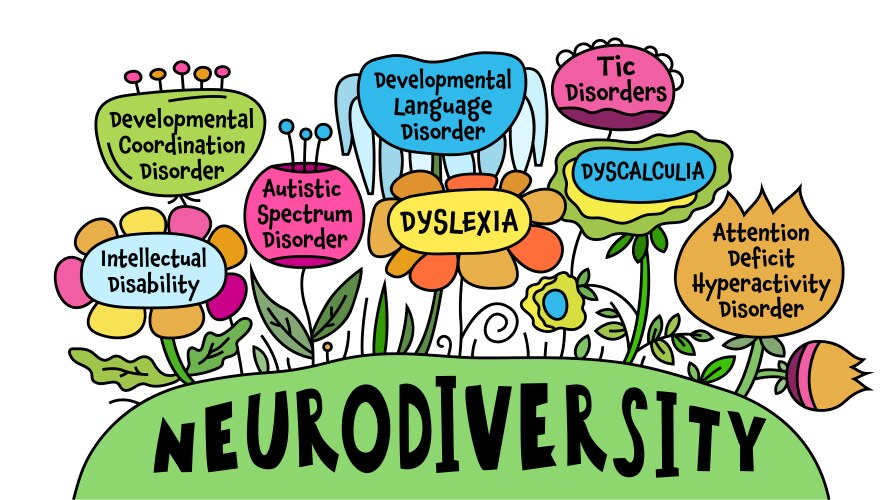 Developmental
Coordination
Disorder
Developmental
Language
Disorder
Tic
Disorders
Autistic
Spectrum
Disorder
DYSLEXIA
DYSCALCULIA
Intellectual
Disability
Attention
Deficit
Hyperactivity
Disorder
NEURODIVERSITY